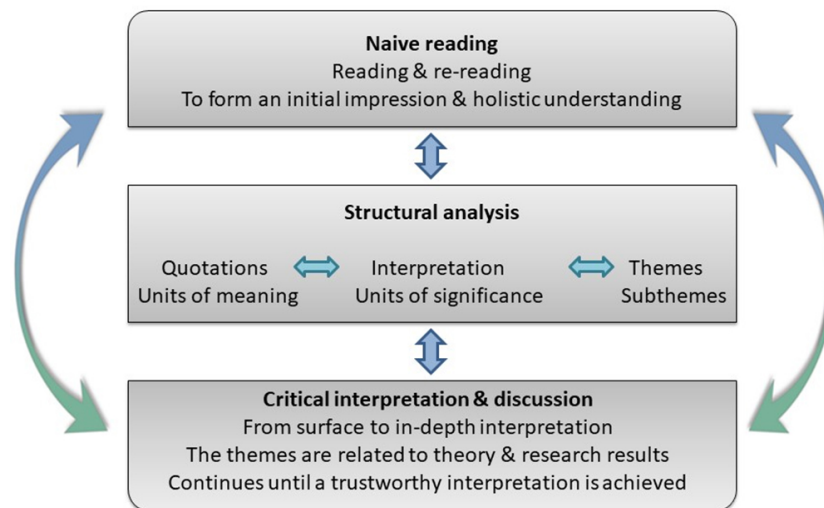 Naive reading
Reading & re-reading
To form an initial impression & holistic understanding
Structural analysis
Quotations Interpretation Themes
Units of meaning Units of significance Subthemes
Critical interpretation & discussion
From surface to in-depth interpretation
The themes are related to theory & research results
Continues until a trustworthy interpretation is achieved